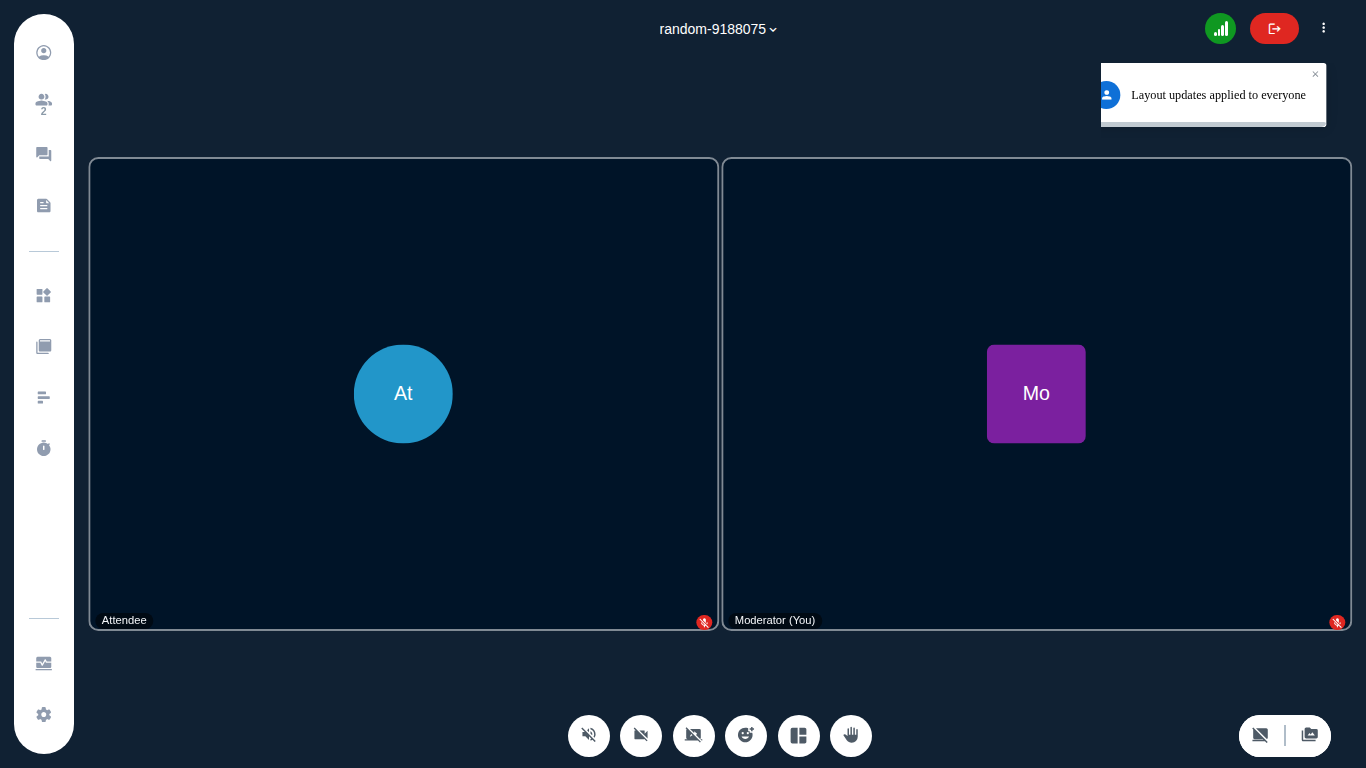 random-9188075
Layout updates applied to everyone
2
At
Mo
Attendee
Moderator (You)